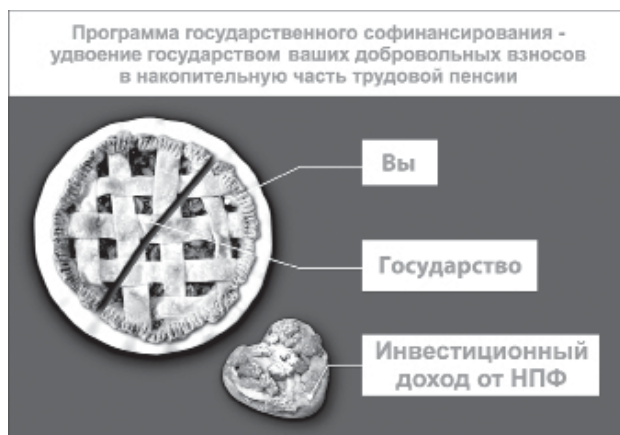 Программа государственного софинансирования -
удвоение государством ваших добровольных взносов
в накопительную часть трудовой пенсии
Вы
Государство
Инвестиционный
доход от НПФ